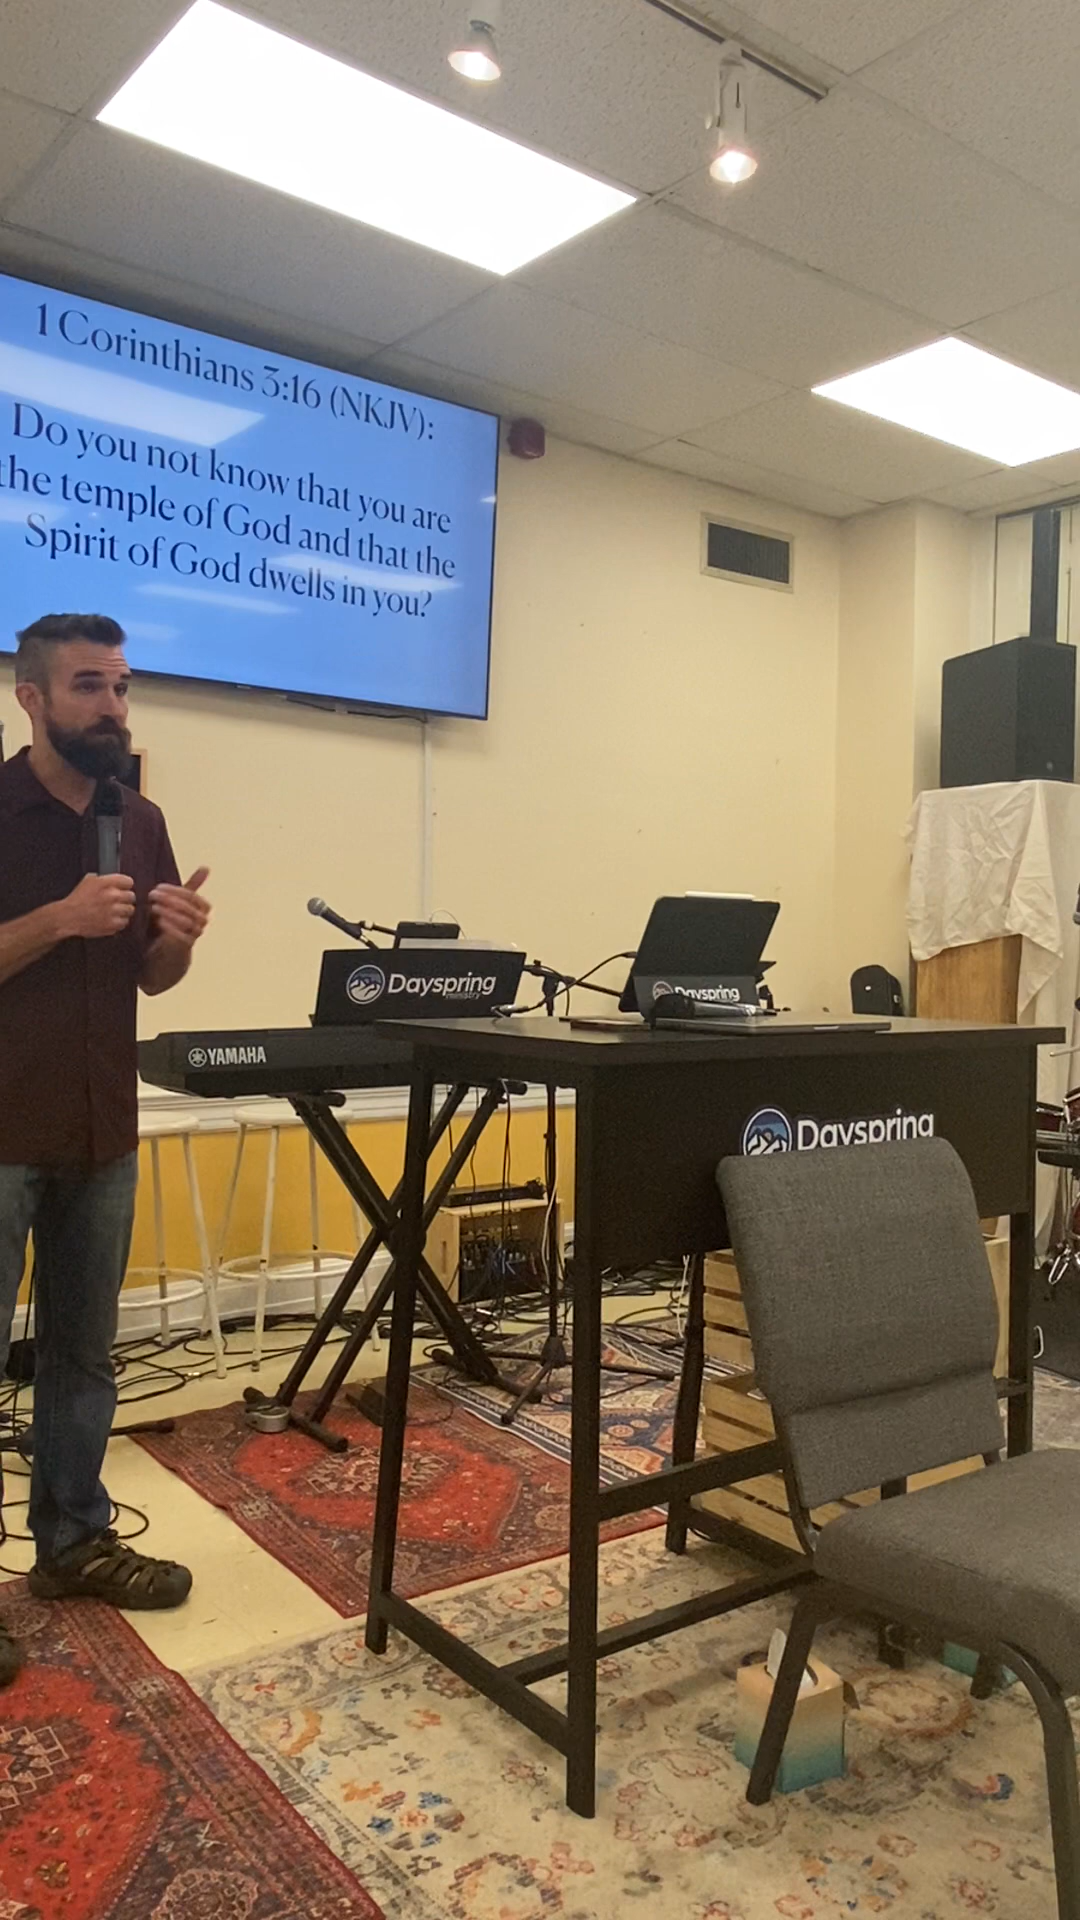 1 Corinthians 3:16 (NKJV):
Do you not know that you are
the temple of God and that the
Spirit of God dwells in you?
Dayspring
ministry
Dayspring
YAMAHA
Dayspring